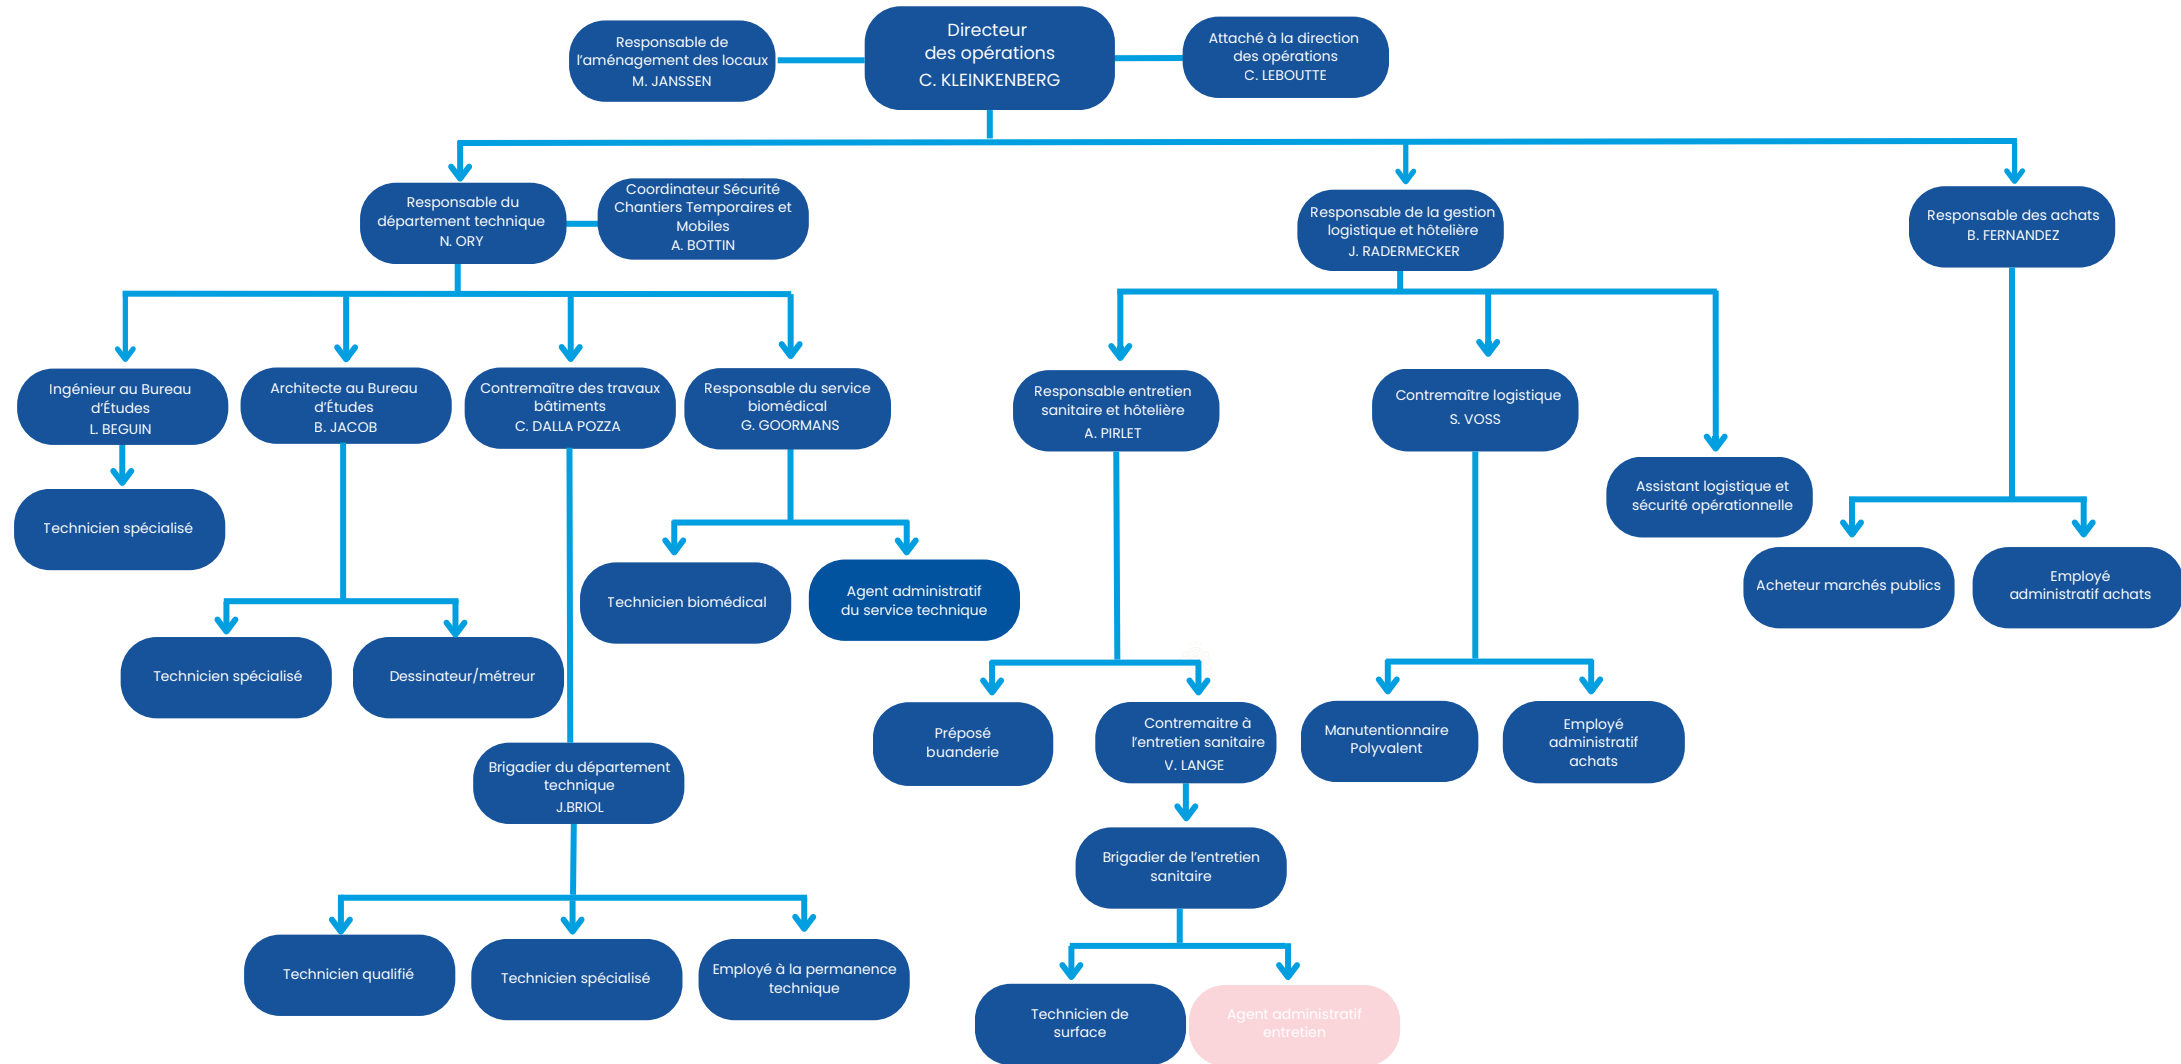 Responsable de
l'aménagement des locaux
M. JANSSEN
Directeur
des opérations
C. KLEINKENBERG
Attaché à la direction
des opérations
C. LEBOUTTE
Responsable du
département technique
N. ORY
Coordinateur Sécurité
Chantiers Temporaires et
Mobiles
A. BOTTIN
Responsable de la gestion
logistique et hôtelière
J. RADERMECKER
Responsable des achats
B. FERNANDEZ
Ingénieur au Bureau
d'Études
L. BEGUIN
Architecte au Bureau
d'Études
B. JACOB
Contremaître des travaux
bâtiments
C. DALLA POZZA
Responsable du service
biomédical
G. GOORMANS
Responsable entretien
sanitaire et hôtelière
A. PIRLET
Contremaître logistique
S. VOSS
Assistant logistique et
sécurité opérationnelle
Technicien spécialisé
Technicien biomédical
Agent administratif
du service technique
Acheteur marchés publics
Employé
administratif achats
Technicien spécialisé
Dessinateur/métreur
Préposé
buanderie
Contremaitre à
l'entretien sanitaire
V. LANGE
Manutentionnaire
Polyvalent
Employé
administratif
achats
Brigadier du département
technique
J.BRIOL
Brigadier de l'entretien
sanitaire
Technicien qualifié
Technicien spécialisé
Employé à la permanence
technique
Technicien de
surface
Agent administratif
entretien